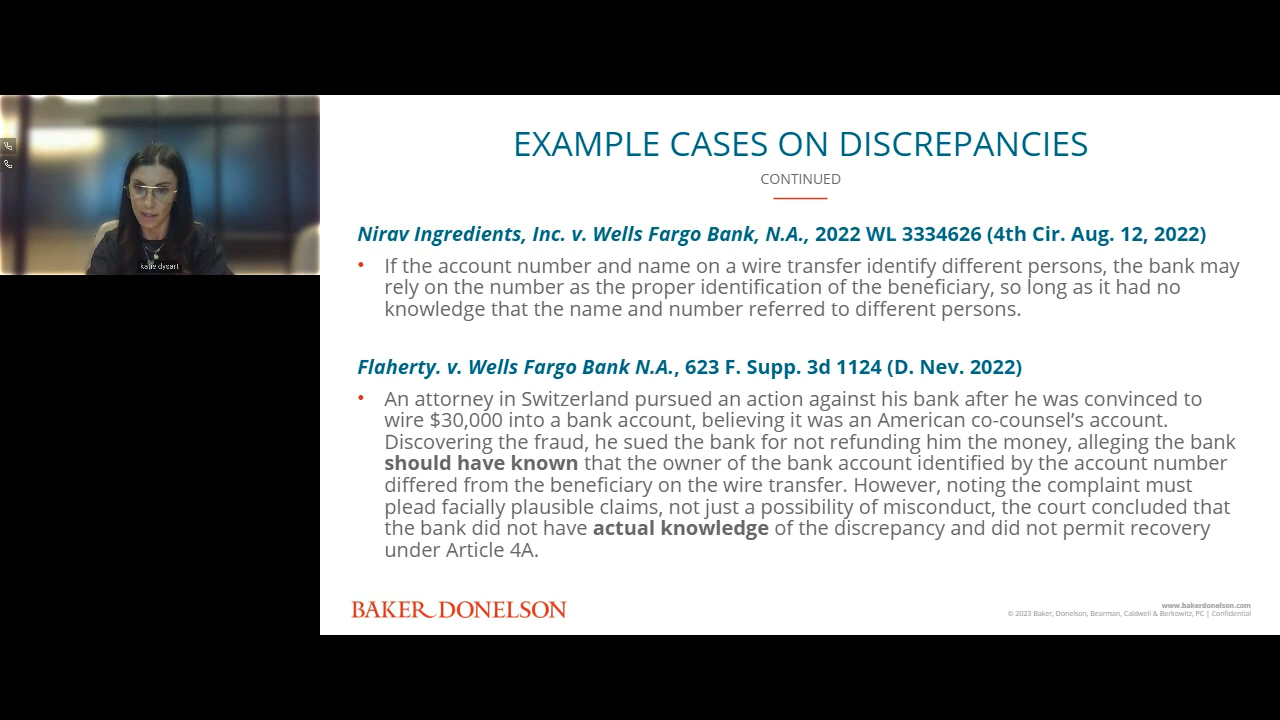 EXAMPLE CASES ON DISCREPANCIES
CONTINUED
Nirav Ingredients, Inc. v. Wells Fargo Bank, N.A., 2022 WL 3334626 (4th Cir. Aug. 12, 2022)
• If the account number and name on a wire transfer identify different persons, the bank may
rely on the number as the proper identification of the beneficiary, so long as it had no
knowledge that the name and number referred to different persons.
Flaherty. v. Wells Fargo Bank N.A., 623 F. Supp. 3d 1124 (D. Nev. 2022)
• An attorney in Switzerland pursued an action against his bank after he was convinced to
wire $30,000 into a bank account, believing it was an American co-counsel’s account.
Discovering the fraud, he sued the bank for not refunding him the money, alleging the bank
should have known that the owner of the bank account identified by the account number
differed from the beneficiary on the wire transfer. However, noting the complaint must
plead facially plausible claims, not just a possibility of misconduct, the court concluded that
the bank did not have actual knowledge of the discrepancy and did not permit recovery
under Article 4A.
katie dysart
BAKER DONELSON
www.bakerdonelson.com
© 2023 Baker, Donelson, Bearman, Caldwell & Berkowitz, PC | Confidential